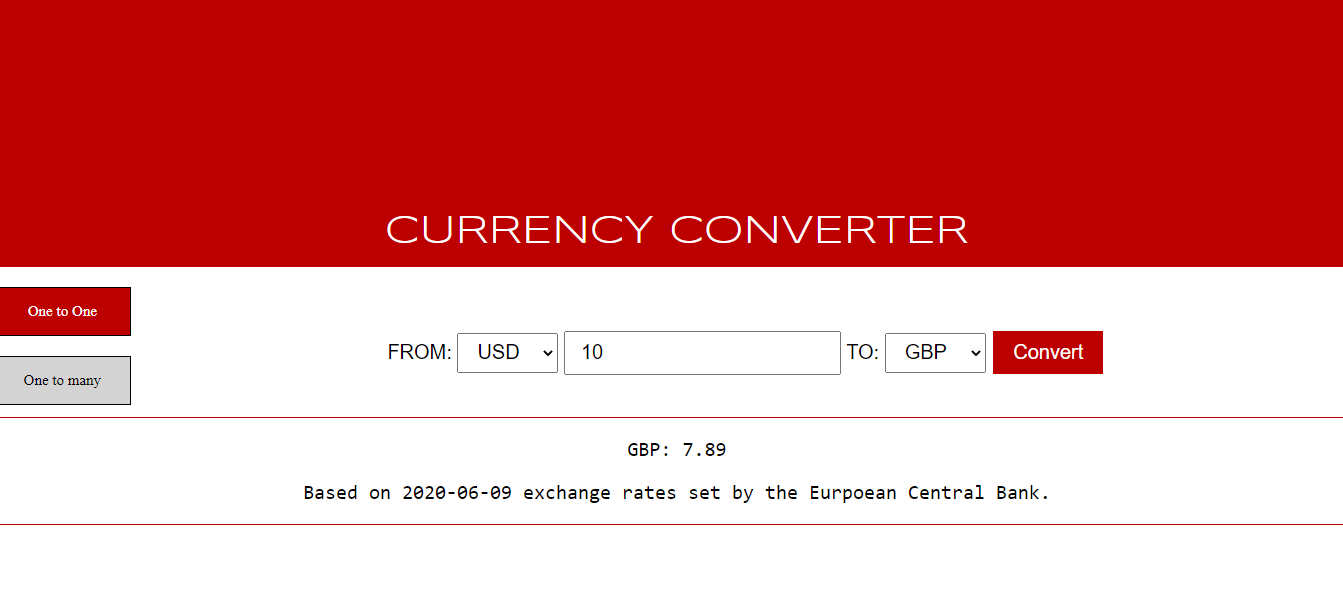 CURRENCY CONVERTER
One to One
One to many
FROM: USD 10 TO: GBP Convert
GBP: 7.89
Based on 2020-06-09 exchange rates set by the Eurpoean Central Bank.